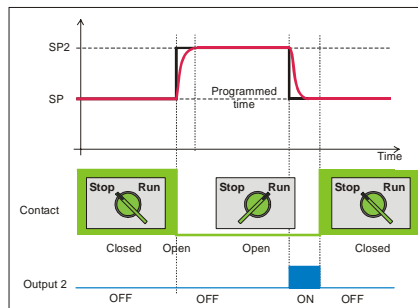 SP2
Programmed
time
SP
Time
Stop Run
Stop Run
Stop Run
Contact
Closed Open Open Closed
Output 2
OFF OFF ON OFF